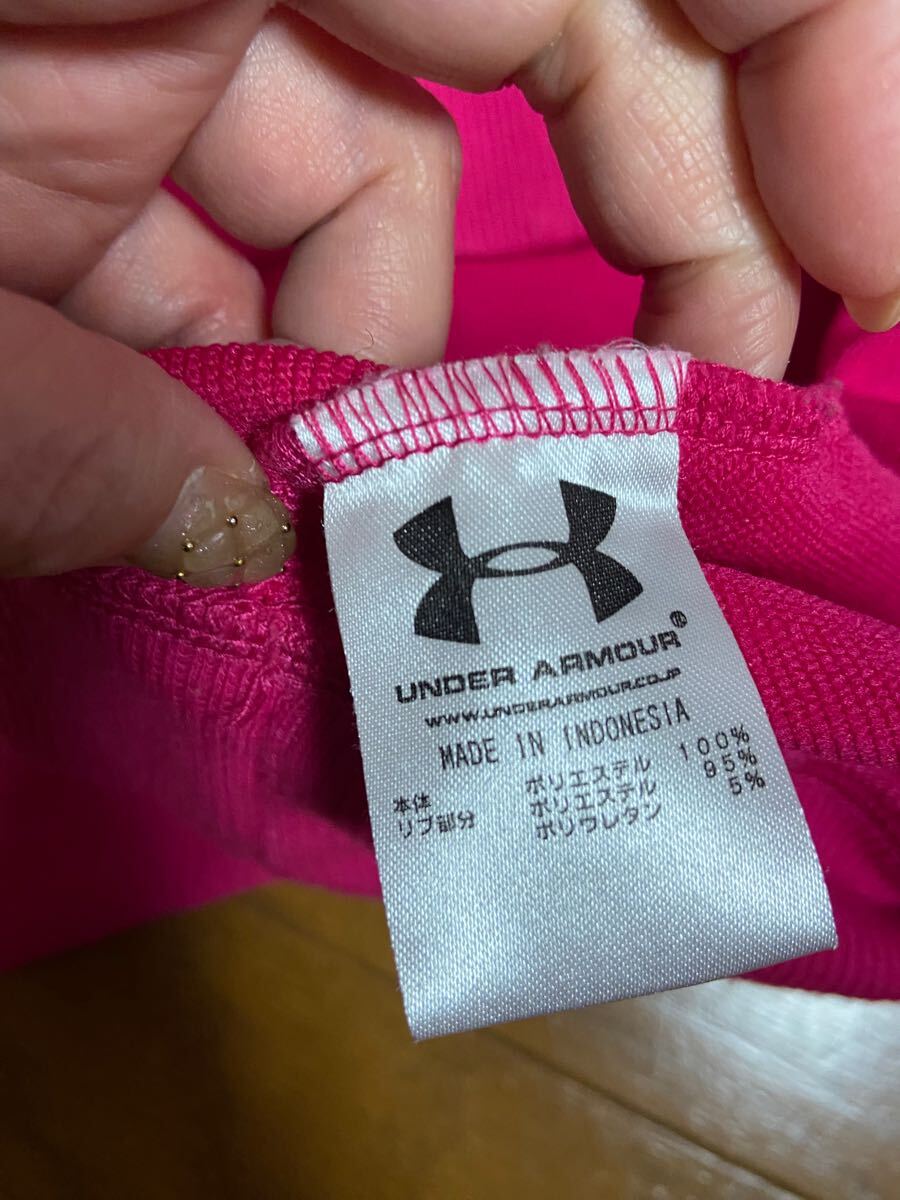 UNDER ARMOUR®
WWW.UNDERARMOUR.CO.JP
MADE IN INDONESIA
本体 ポリエステル 100%
リブ部分 ポリエステル 95%
ポリウレタン 5%